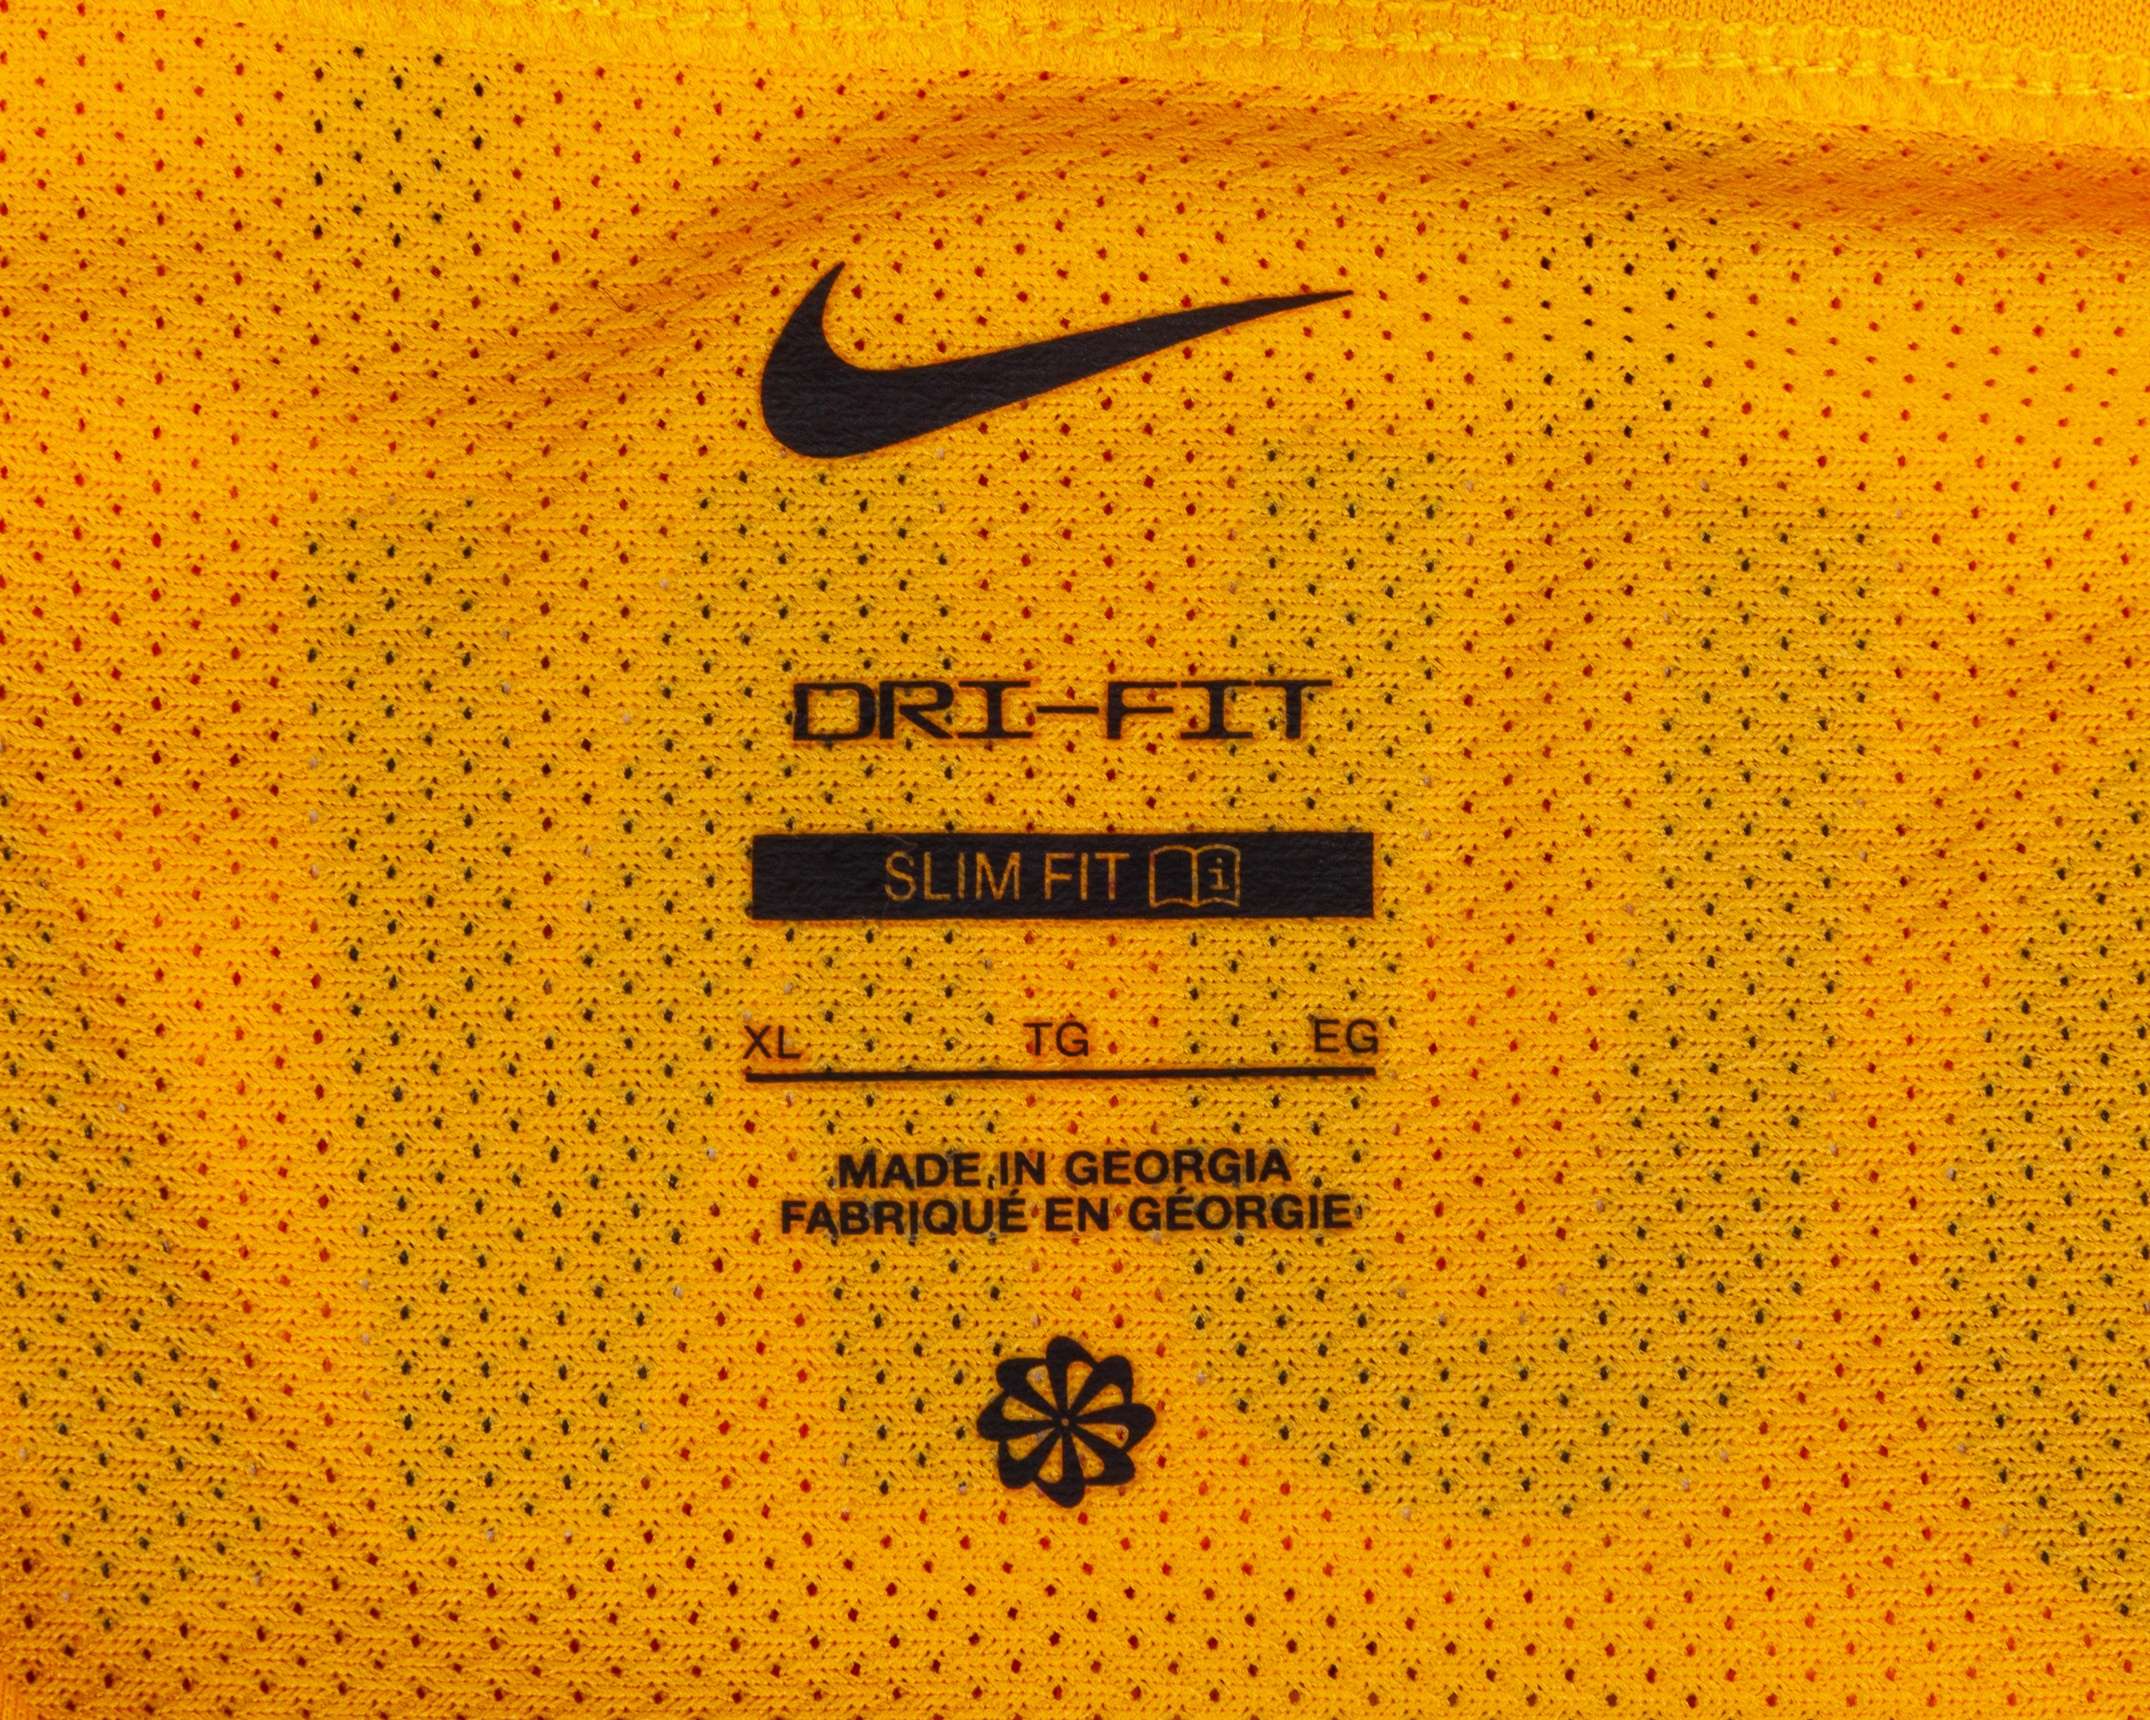 DRI-FIT
SLIM FIT i
XL TG EG
MADE IN GEORGIA
FABRIQUÉ EN GÉORGIE